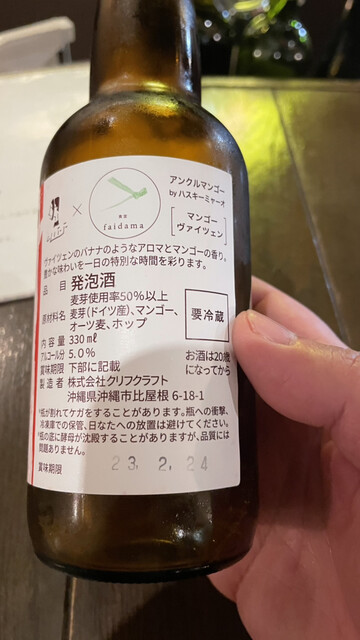 ×
faidama
アンクルマンゴー
by ハスキーミャーオ
[マンゴー
ヴァイツェン]
ヴァイツェンのバナナのようなアロマとマンゴーの香り。
豊かな味わいを一日の特別な時間を彩ります。
品 目 発泡酒
麦芽使用率50%以上
原材料名 麦芽(ドイツ産)、マンゴー、
オーツ麦、ホップ
内 容 量 330㎖
アルコール分 5.0%
賞味期限 下部に記載
製 造 者 株式会社クリフクラフト
沖縄県沖縄市比屋根 6-18-1
要冷蔵
お酒は20歳
になってから
*瓶が割れてケガをすることがあります。瓶への衝撃、
冷凍庫での保管、日なたへの放置は避けてください。
*瓶の底に酵母が沈殿することがありますが、品質には
問題ありません。
賞味期限 23. 2. 24